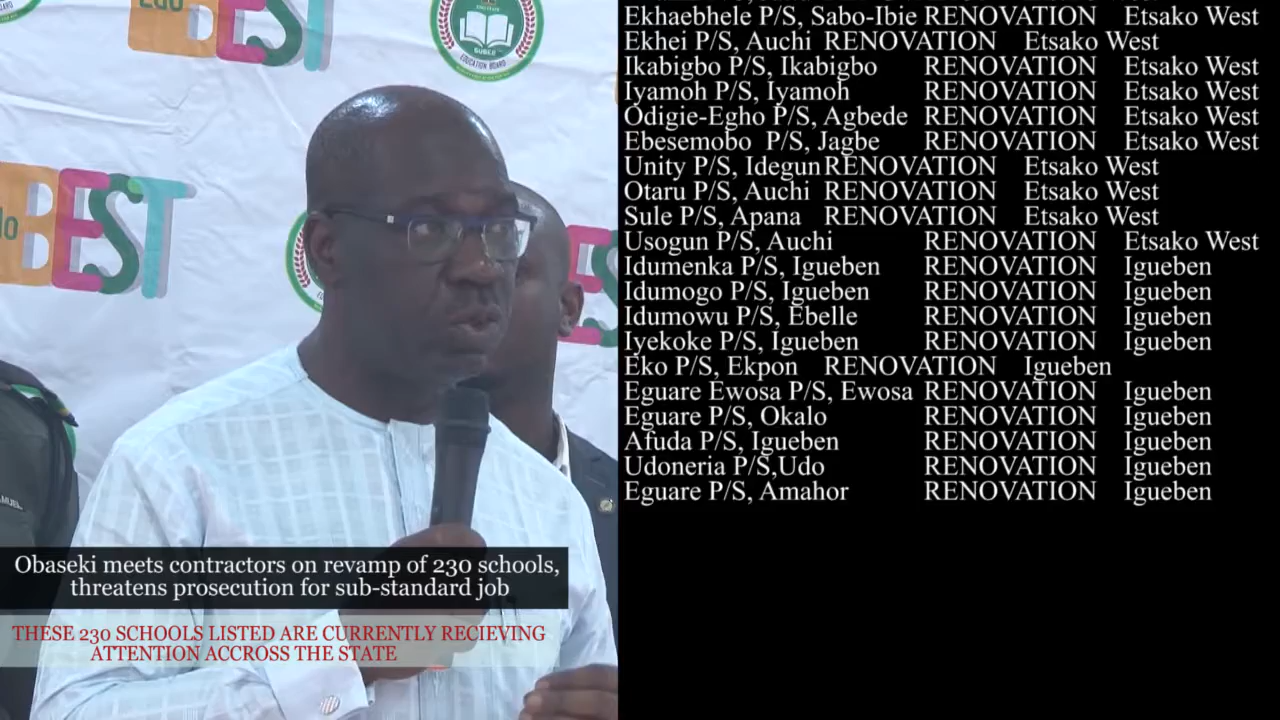 Edo
BEST
SUBEB
EDUCATION BOARD
do
BEST
Obaseki meets contractors on revamp of 230 schools,
threatens prosecution for sub-standard job
THESE 230 SCHOOLS LISTED ARE CURRENTLY RECIEVING
ATTENTION ACCROSS THE STATE
Ekhaebhele P/S, Sabo-Ibie RENOVATION Etsako West
Ekhei P/S, Auchi RENOVATION Etsako West
Ikabigbo P/S, Ikabigbo RENOVATION Etsako West
Iyamoh P/S, Iyamoh RENOVATION Etsako West
Odigie-Egho P/S, Agbede RENOVATION Etsako West
Ebesemobo P/S, Jagbe RENOVATION Etsako West
Unity P/S, Idegun RENOVATION Etsako West
Otaru P/S, Auchi RENOVATION Etsako West
Sule P/S, Apana RENOVATION Etsako West
Usogun P/S, Auchi RENOVATION Etsako West
Idumenka P/S, Igueben RENOVATION Igueben
Idumogo P/S, Igueben RENOVATION Igueben
Idumowu P/S, Ebelle RENOVATION Igueben
Iyekoke P/S, Igueben RENOVATION Igueben
Eko P/S, Ekpon RENOVATION Igueben
Eguare Ewosa P/S, Ewosa RENOVATION Igueben
Eguare P/S, Okalo RENOVATION Igueben
Afuda P/S, Igueben RENOVATION Igueben
Udoneria P/S,Udo RENOVATION Igueben
Eguare P/S, Amahor RENOVATION Igueben